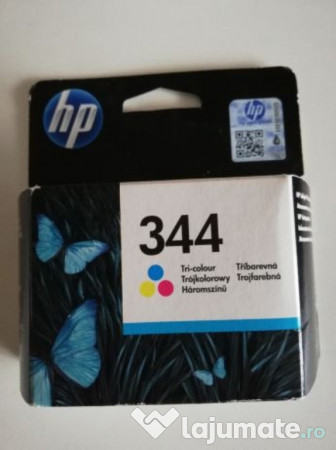 hp
344
Tri-colour Tříbarevná
Trójkolorowy Trojfarebná
Háromszínű
lajumate.ro